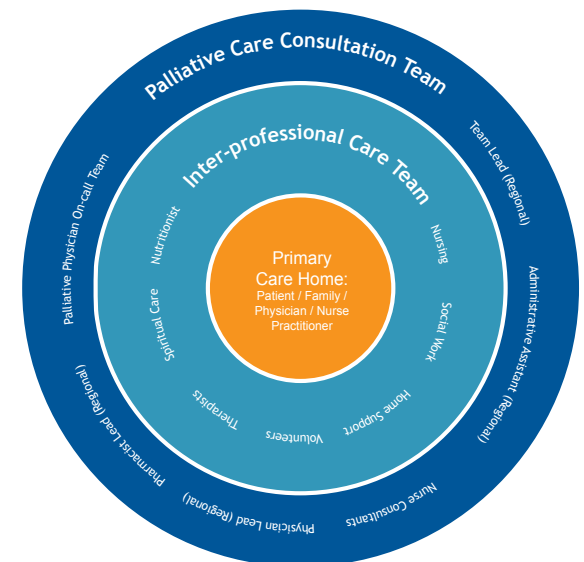 Palliative Care Consultation Team
Team Lead (Regional)
Administrative Assistant (Regional)
Nurse Consultants
Physician Lead (Regional)
Pharmacist Lead (Regional)
Palliative Physician On-call Team
Inter-professional Care Team
Nursing
Social Work
Home Support
Volunteers
Therapists
Spiritual Care
Nutritionist
Primary
Care Home:
Patient / Family /
Physician / Nurse
Practitioner